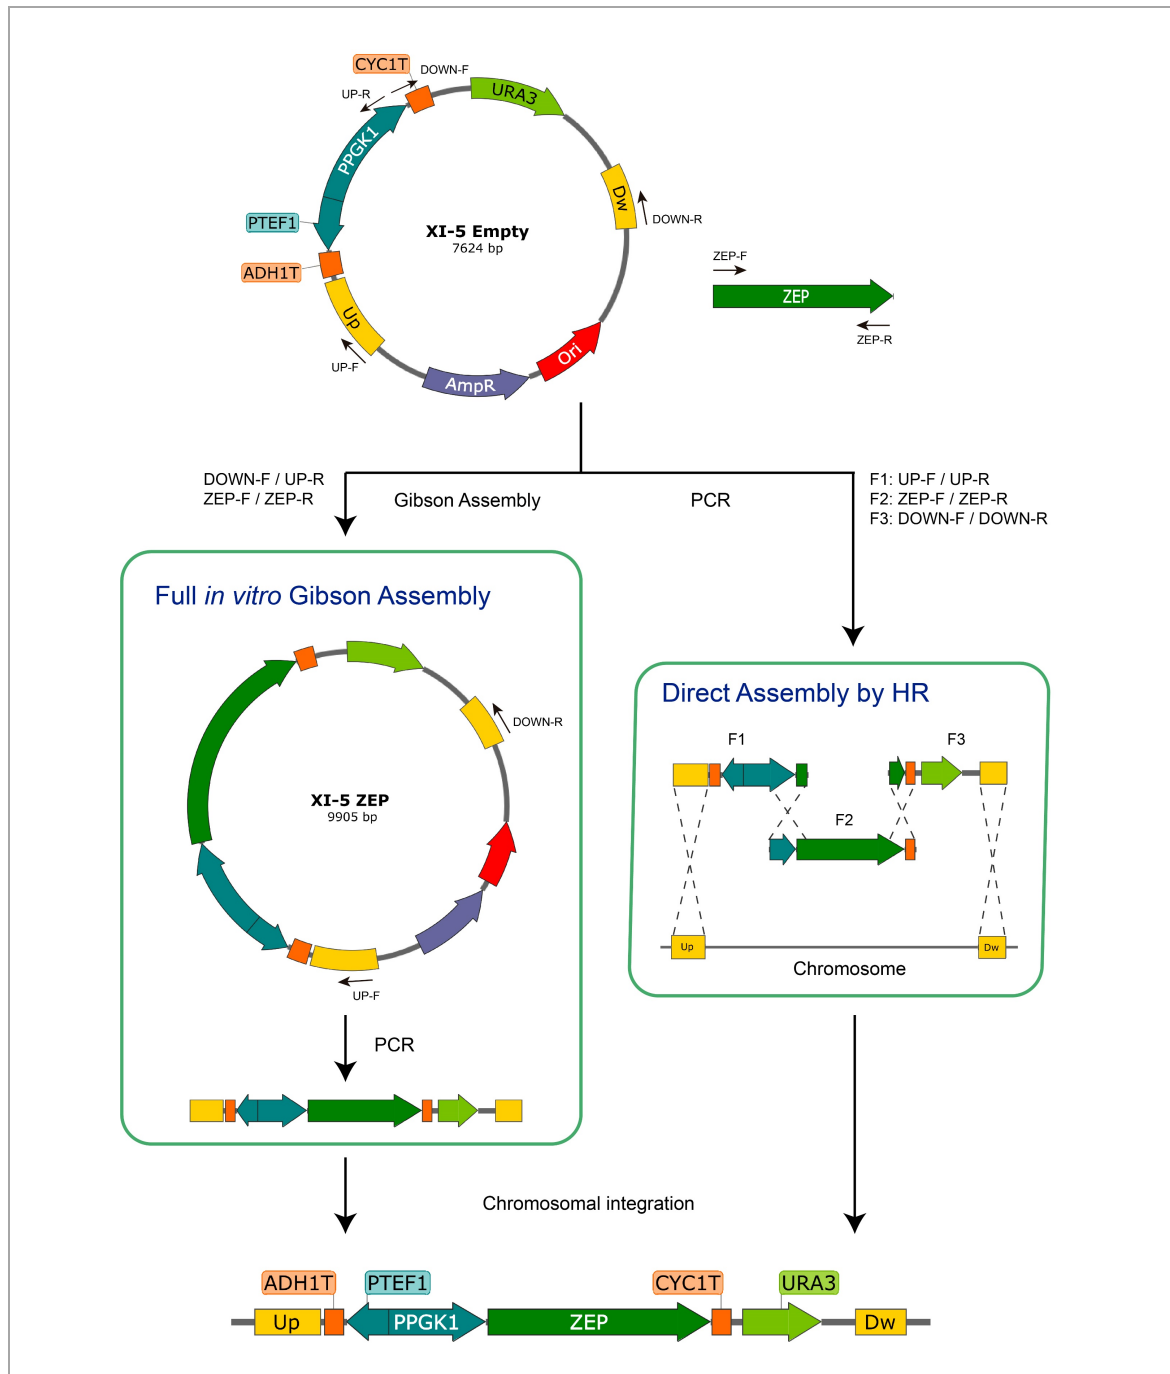 CYC1T
DOWN-F
UP-R
URA3
PPGK1
Dw
PTEF1
XI-5 Empty
7624 bp
DOWN-R
ADH1T
ZEP-F
ZEP
ZEP-R
Up
UP-F
Ori
AmpR
DOWN-F / UP-R
ZEP-F / ZEP-R
Gibson Assembly
PCR
F1: UP-F / UP-R
F2: ZEP-F / ZEP-R
F3: DOWN-F / DOWN-R
Full in vitro Gibson Assembly
DOWN-R
XI-5 ZEP
9905 bp
UP-F
PCR
Direct Assembly by HR
F1
F3
F2
Up
Dw
Chromosome
Chromosomal integration
ADH1T
PTEF1
CYC1T
URA3
Up
PPGK1
ZEP
Dw